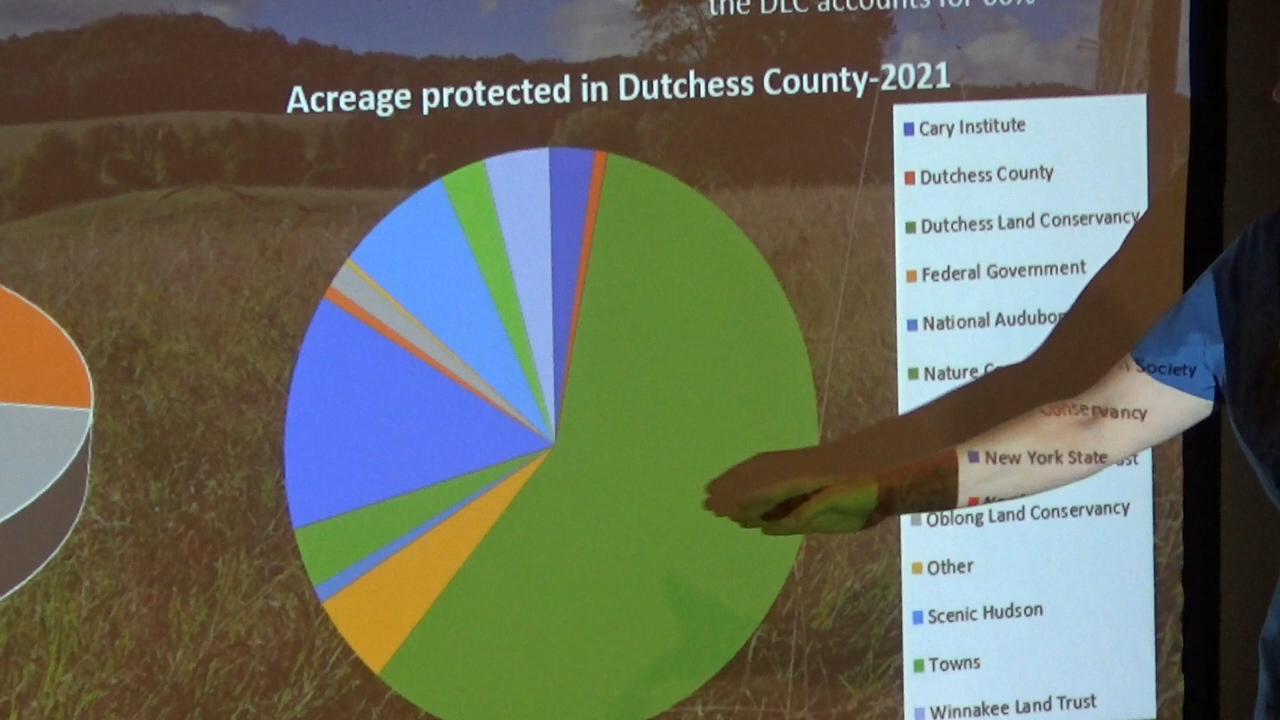 the DLC accounts for 60%
Acreage protected in Dutchess County-2021
Cary Institute
Dutchess County
Dutchess Land Conservancy
Federal Government
National Audubon Society
Nature Conservancy
New York State
Oblong Land Conservancy
Other
Scenic Hudson
Towns
Winnakee Land Trust